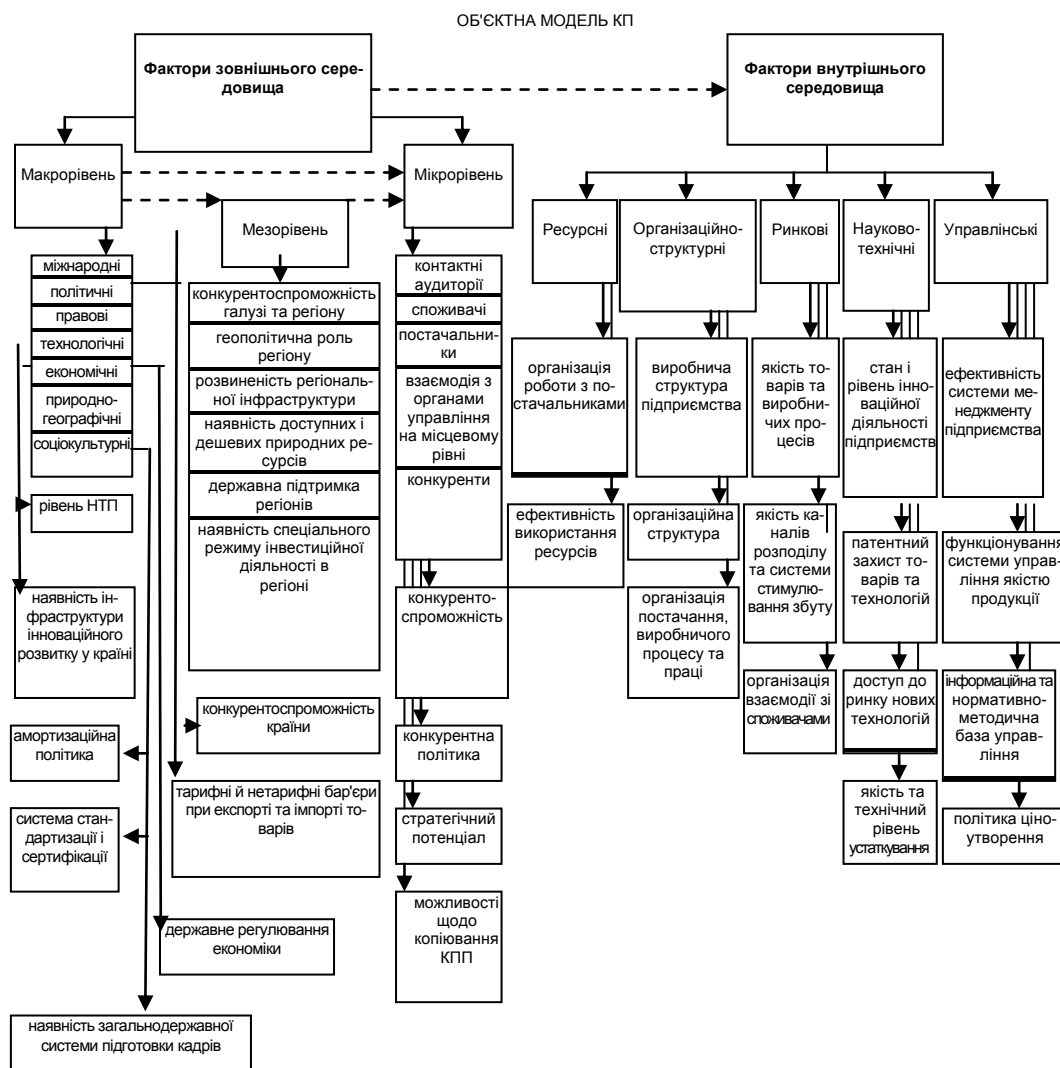 ОБ'ЄКТНА МОДЕЛЬ КП
Фактори зовнішнього сере-
довища
Фактори внутрішнього
середовища
Макрорівень
Мезорівень
Мікрорівень
міжнародні
політичні
правові
технологічні
економічні
природно-
географічні
соціокультурні
рівень НТП
наявність ін-
фраструктури
інноваційного
розвитку у країні
амортизаційна
політика
система стан-
дартизації і
сертифікації
наявність загальнодержавної
системи підготовки кадрів
конкурентоспроможність
галузі та регіону
геополітична роль
регіону
розвиненість регіональ-
ної інфраструктури
наявність доступних і
дешевих природних ре-
сурсів
державна підтримка
регіонів
наявність спеціального
режиму інвестиційної
діяльності в
регіоні
конкурентоспроможність
країни
тарифні й нетарифні бар'єри
при експорті та імпорті то-
варів
державне регулювання
економіки
контактні
аудиторії
споживачі
постачальни-
ки
взаємодія з
органами
управління
на місцевому
рівні
конкуренти
конкуренто-
спроможність
конкурентна
політика
стратегічний
потенціал
можливості
щодо
копіювання
КПП
Ресурсні
організація
роботи з по-
стачальниками
ефективність
використання
ресурсів
Організаційно-
структурні
виробнича
структура
підприємства
організаційна
структура
організація
постачання,
виробничого
процесу та
праці
Ринкові
якість то-
варів та
виробни-
чих про-
цесів
якість ка-
налів
розподілу
та системи
стимулю-
вання збуту
організація
взаємодії зі
споживачами
Науково-
технічні
стан і
рівень інно-
ваційної
діяльності
підприємств
патентний
захист то-
варів та
технологій
доступ до
ринку нових
технологій
якість та
технічний
рівень
устаткування
Управлінські
ефективність
системи ме-
неджменту
підприємства
функціонування
системи управ-
ління якістю
продукції
інформаційна та
нормативно-
методична
база управ-
ління
політика ціно-
утворення